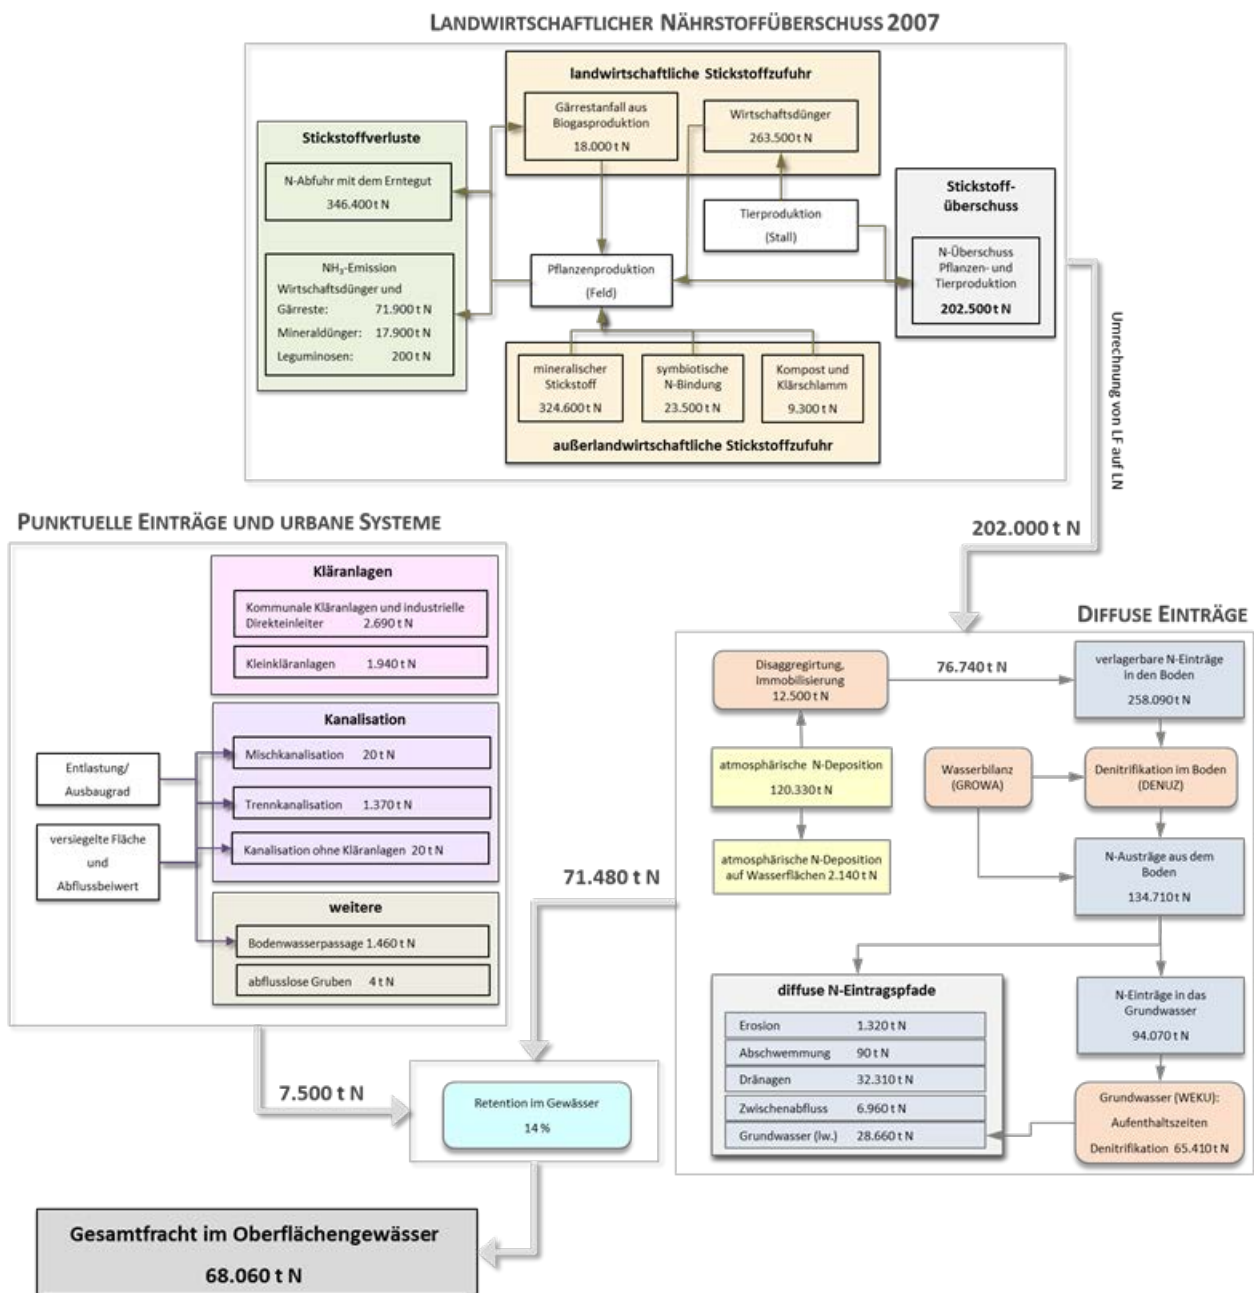 LANDWIRTSCHAFTLICHER NÄHRSTOFFÜBERSCHUSS 2007
landwirtschaftliche Stickstoffzufuhr
Gärrestanfall aus
Biogasproduktion
18.000 t N
Wirtschaftsdünger
263.500 t N
Stickstoffverluste
N-Abfuhr mit dem Erntegut
346.400 t N
NH₃-Emission
Wirtschaftsdünger und
Gärreste: 71.900 t N
Mineraldünger: 17.900 t N
Leguminosen: 200 t N
Tierproduktion
(Stall)
Pflanzenproduktion
(Feld)
Stickstoff-
überschuss
N-Überschuss
Pflanzen- und
Tierproduktion
202.500 t N
mineralischer
Stickstoff
324.600 t N
symbiotische
N-Bindung
23.500 t N
Kompost und
Klärschlamm
9.300 t N
außerlandwirtschaftliche Stickstoffzufuhr
Umrechnung von LF auf LN
202.000 t N
PUNKTUELLE EINTRÄGE UND URBANE SYSTEME
Kläranlagen
Kommunale Kläranlagen und industrielle
Direkteinleiter 2.690 t N
Kleinkläranlagen 1.940 t N
Kanalisation
Mischkanalisation 20 t N
Trennkanalisation 1.370 t N
Kanalisation ohne Kläranlagen 20 t N
Entlastung/
Ausbaugrad
versiegelte Fläche
und
Abflussbeiwert
weitere
Bodenwasserpassage 1.460 t N
abflusslose Gruben 4 t N
7.500 t N
71.480 t N
DIFFUSE EINTRÄGE
Disaggregirtung,
Immobilisierung
12.500 t N
76.740 t N
verlagerbare N-Einträge
in den Boden
258.090 t N
atmosphärische N-Deposition
120.330 t N
Wasserbilanz
(GROWA)
Denitrifikation im Boden
(DENUZ)
atmosphärische N-Deposition
auf Wasserflächen 2.140 t N
N-Austräge aus dem
Boden
134.710 t N
diffuse N-Eintragspfade
Erosion 1.320 t N
Abschwemmung 90 t N
Dränagen 32.310 t N
Zwischenabfluss 6.960 t N
Grundwasser (lw.) 28.660 t N
N-Einträge in das
Grundwasser
94.070 t N
Grundwasser (WEKU):
Aufenthaltszeiten
Denitrifikation 65.410 t N
Retention im Gewässer
14 %
Gesamtfracht im Oberflächengewässer
68.060 t N